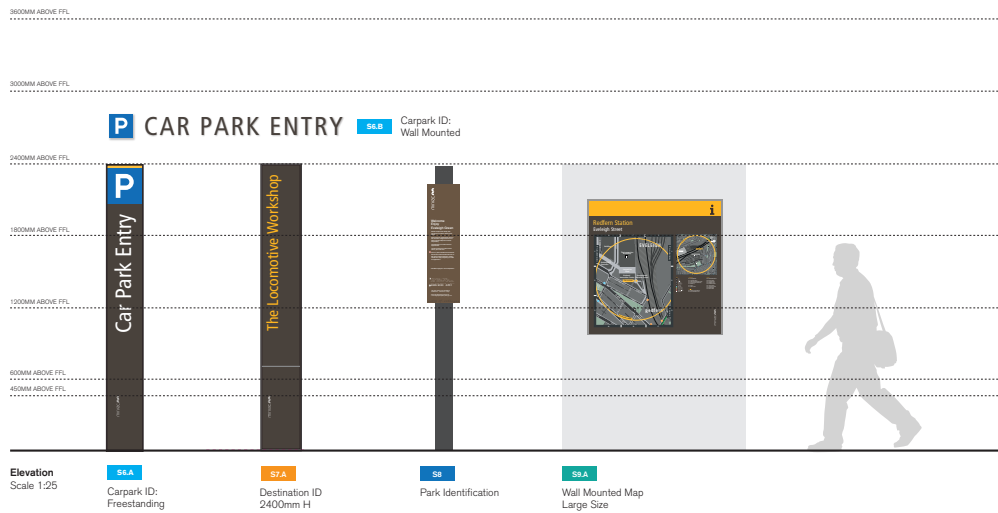 3600MM ABOVE FFL
3000MM ABOVE FFL
P CAR PARK ENTRY
S6.B
Carpark ID:
Wall Mounted
2400MM ABOVE FFL
P
Car Park Entry
The Locomotive Workshop
i
Redfern Station
Eveleigh Street
EVELEIGH
1800MM ABOVE FFL
1200MM ABOVE FFL
600MM ABOVE FFL
450MM ABOVE FFL
Elevation
Scale 1:25
S6.A
Carpark ID:
Freestanding
S7.A
Destination ID
2400mm H
S8
Park Identification
S9.A
Wall Mounted Map
Large Size